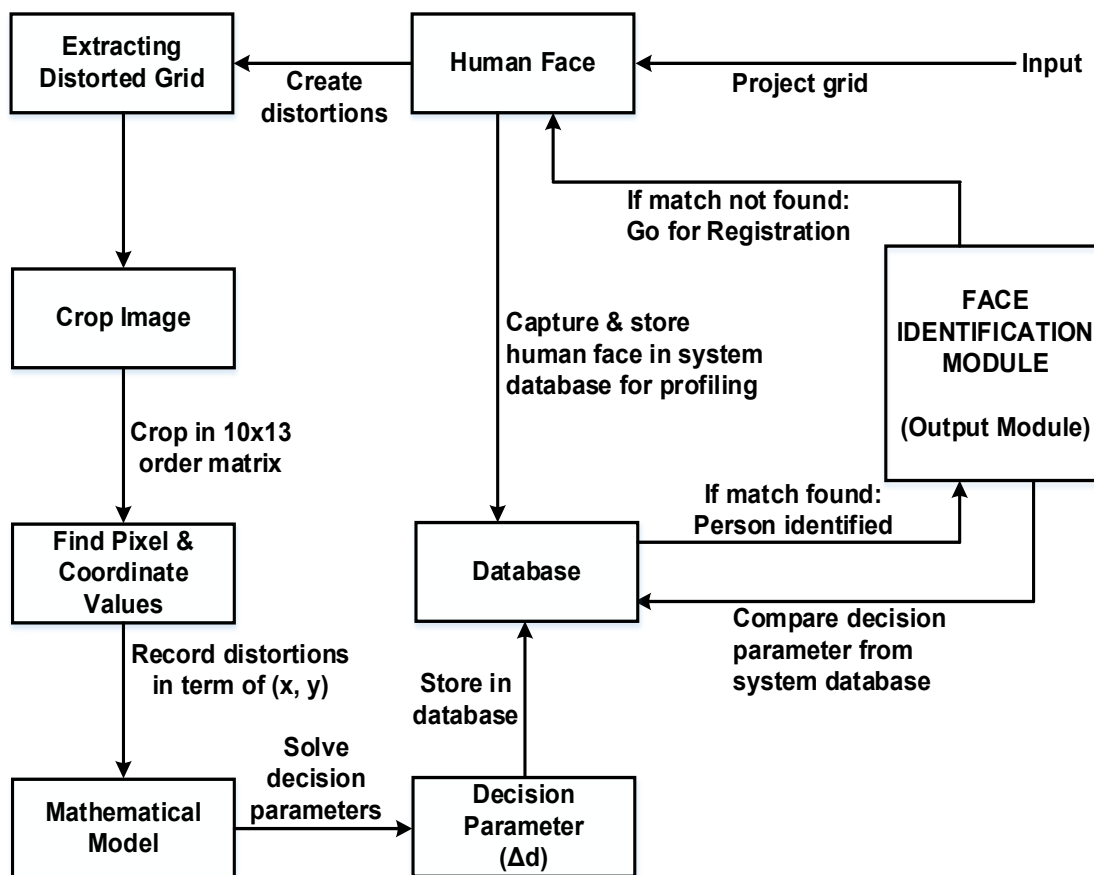 Extracting
Distorted Grid
Create
distortions
Human Face
Project grid
Input
If match not found:
Go for Registration
Crop Image
Capture & store
human face in system
database for profiling
FACE
IDENTIFICATION
MODULE
(Output Module)
Crop in 10x13
order matrix
If match found:
Person identified
Find Pixel &
Coordinate
Values
Database
Compare decision
parameter from
system database
Record distortions
in term of (x, y)
Store in
database
Solve
decision
parameters
Mathematical
Model
Decision
Parameter
(Δd)